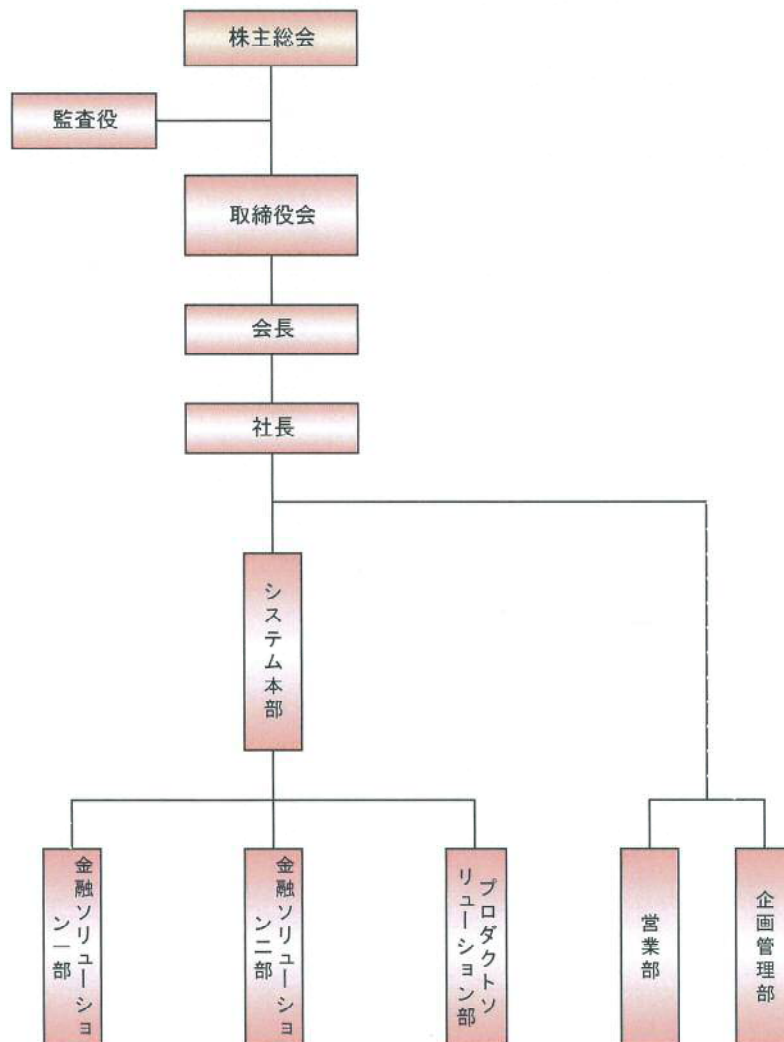 株主総会
監査役
取締役会
会長
社長
システム本部
金融ソリューショ
ン一部
金融ソリューショ
ン二部
プロダクトソ
リューション部
営業部
企画管理部